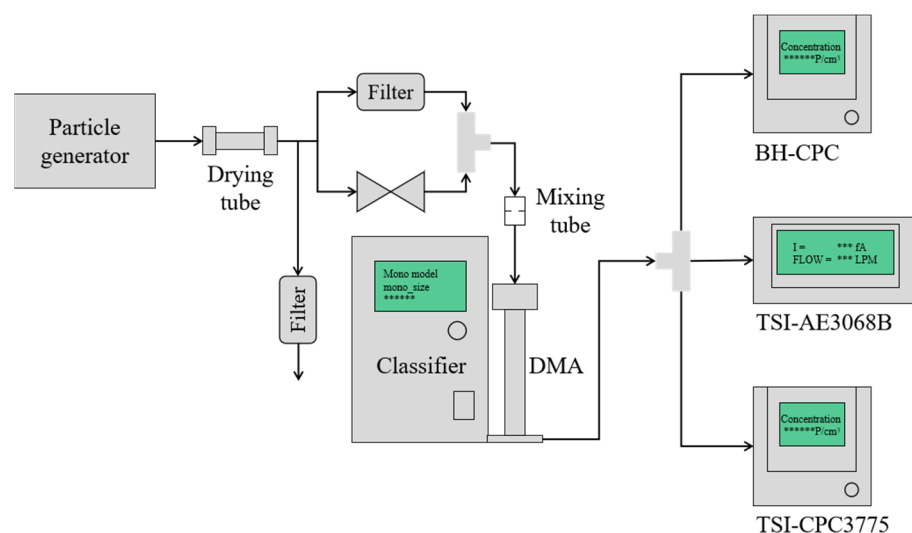 Particle
generator
Drying
tube
Filter
Filter
Mixing
tube
Mono model
mono_size
******
Classifier
DMA
Concentration
******P/cm³
BH-CPC
I = *** fA
FLOW = *** LPM
TSI-AE3068B
Concentration
******P/cm³
TSI-CPC3775